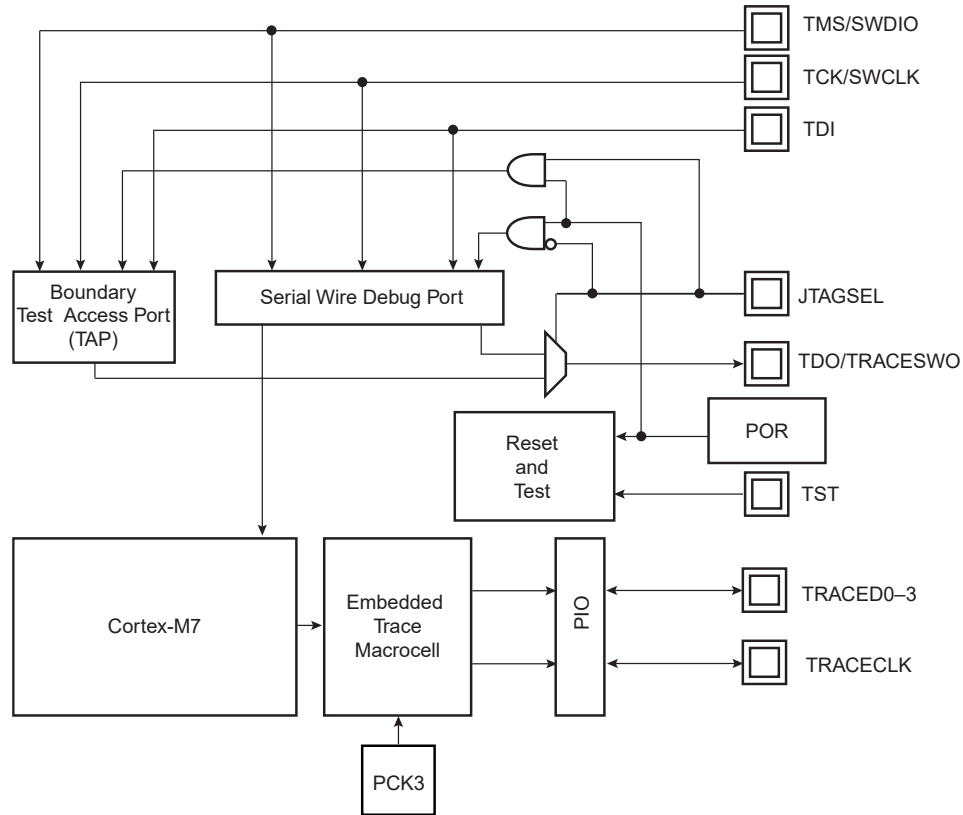 TMS/SWDIO
TCK/SWCLK
TDI
Boundary
Test Access Port
(TAP)
Serial Wire Debug Port
JTAGSEL
TDO/TRACESWO
POR
Reset
and
Test
TST
Cortex-M7
Embedded
Trace
Macrocell
PIO
TRACED0–3
TRACECLK
PCK3